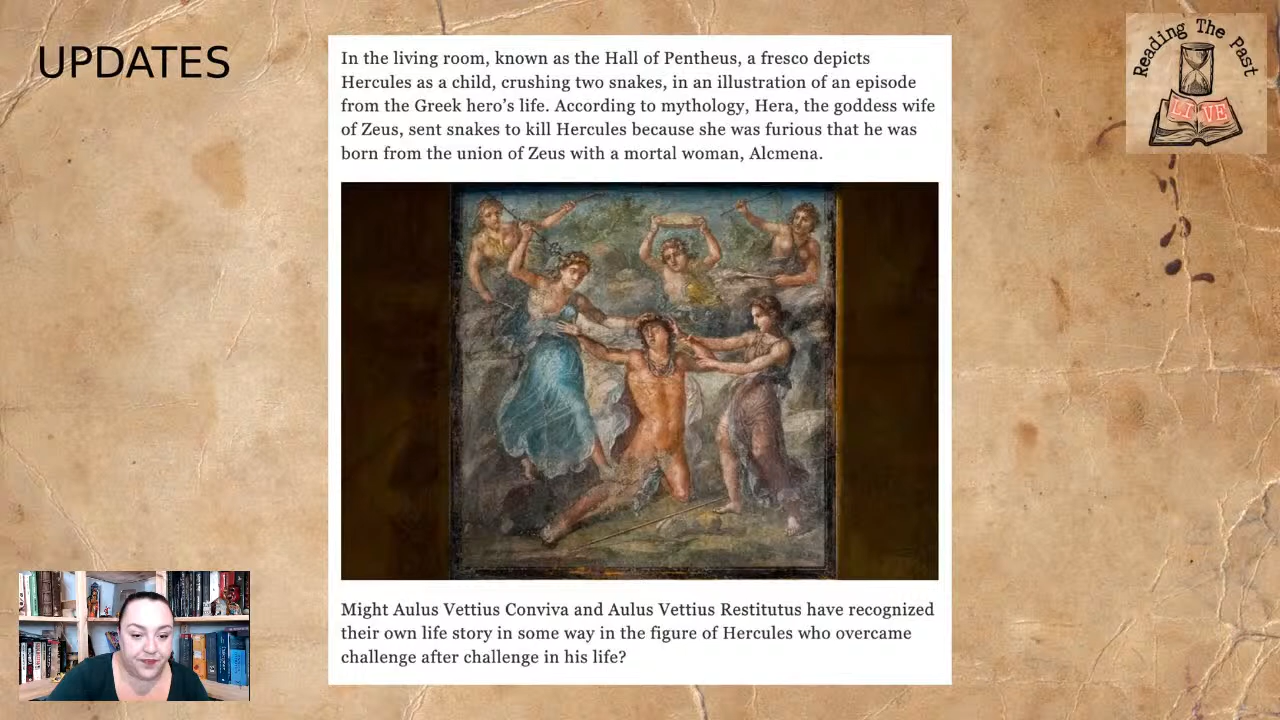 UPDATES
In the living room, known as the Hall of Pentheus, a fresco depicts
Hercules as a child, crushing two snakes, in an illustration of an episode
from the Greek hero’s life. According to mythology, Hera, the goddess wife
of Zeus, sent snakes to kill Hercules because she was furious that he was
born from the union of Zeus with a mortal woman, Alcmena.
Might Aulus Vettius Conviva and Aulus Vettius Restitutus have recognized
their own life story in some way in the figure of Hercules who overcame
challenge after challenge in his life?
Reading The Past
LIVE